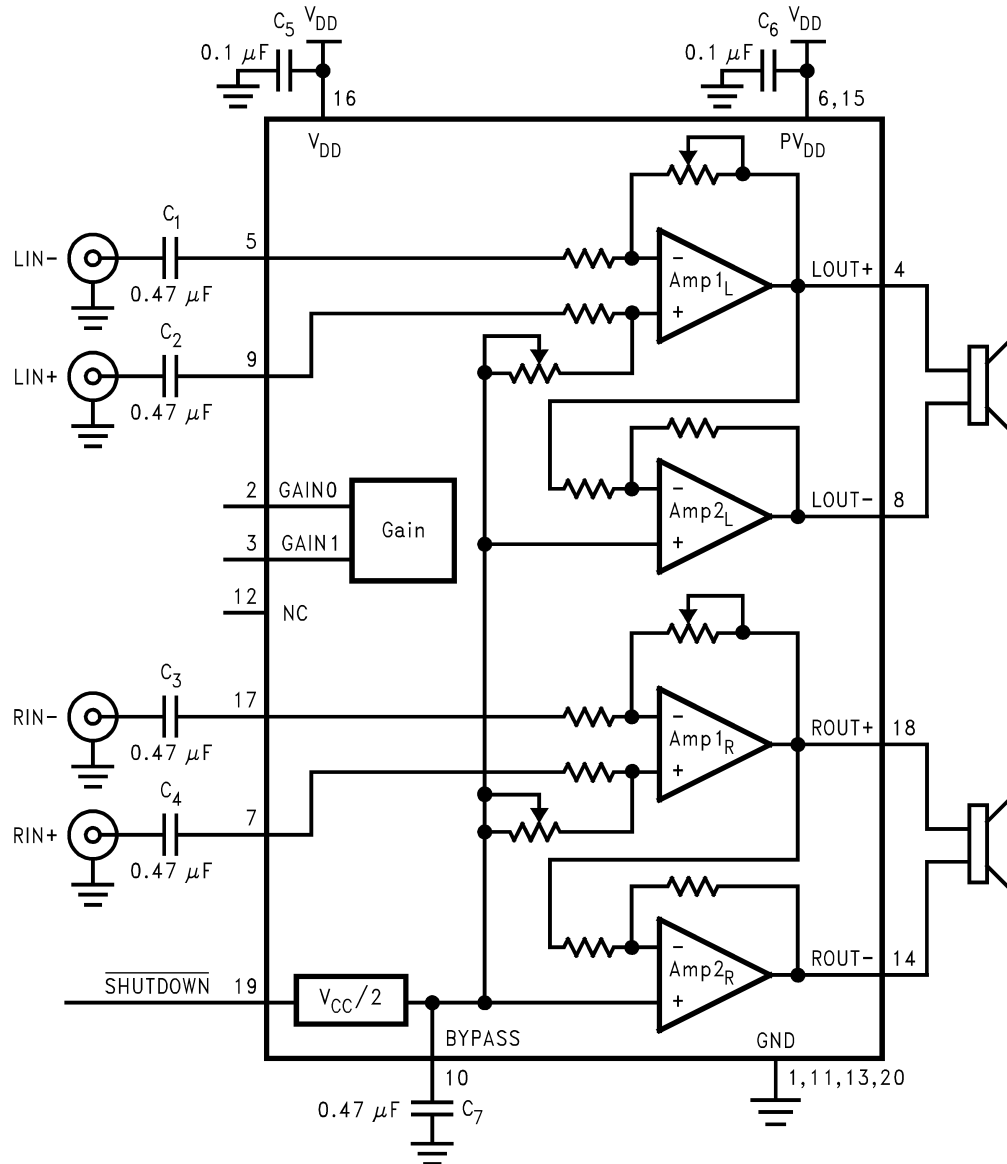 C5 VDD
0.1 μF
16
VDD
C6 VDD
0.1 μF
6,15
PVDD
C1
LIN-
5
0.47 μF
C2
LIN+
9
0.47 μF
-
Amp1L
+
LOUT+ 4
2 GAIN0
3 GAIN1
Gain
12 NC
-
Amp2L
+
LOUT- 8
C3
RIN-
17
0.47 μF
C4
RIN+
7
0.47 μF
-
Amp1R
+
ROUT+ 18
-
Amp2R
+
ROUT- 14
SHUTDOWN 19
VCC/2
BYPASS
10
0.47 μF C7
GND
1,11,13,20